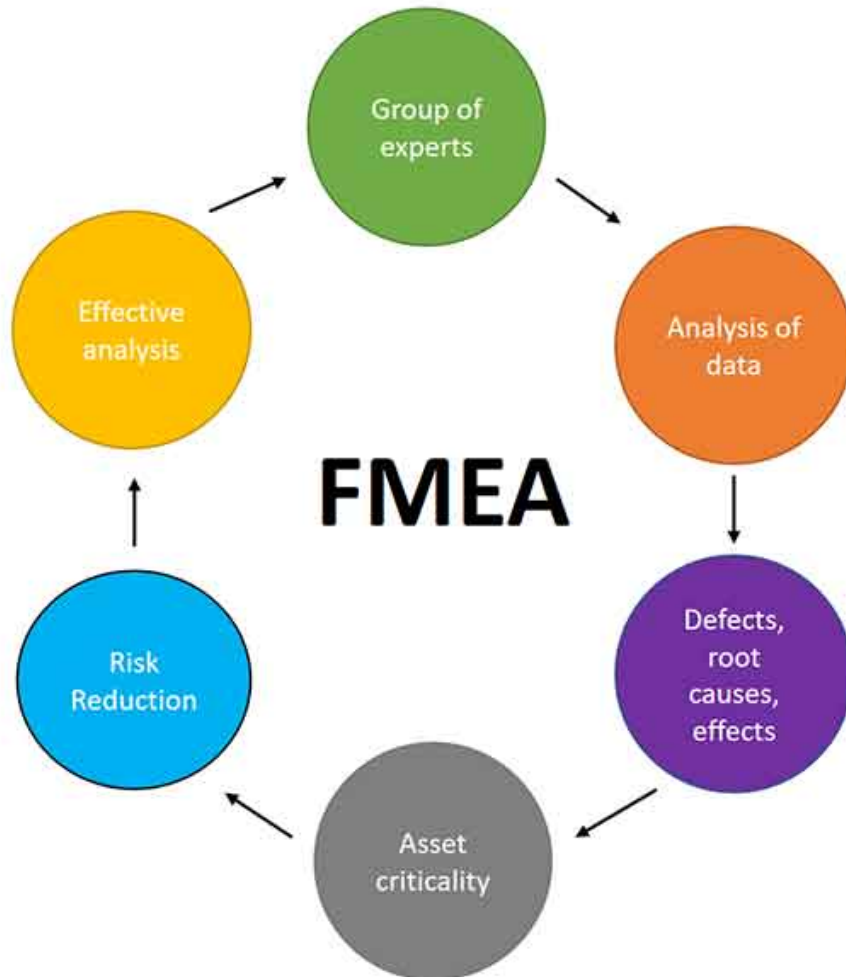 Group of
experts
Analysis of
data
Defects,
root
causes,
effects
Asset
criticality
Risk
Reduction
Effective
analysis
FMEA